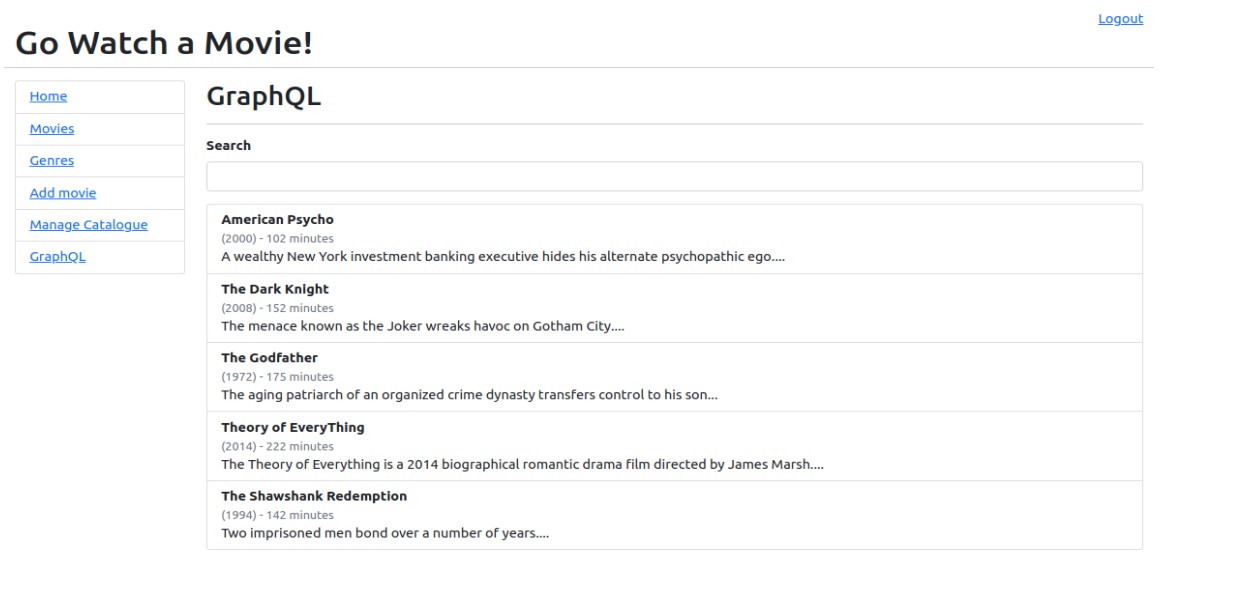 Logout
Go Watch a Movie!
Home
Movies
Genres
Add movie
Manage Catalogue
GraphQL
GraphQL
Search
American Psycho
(2000) - 102 minutes
A wealthy New York investment banking executive hides his alternate psychopathic ego....
The Dark Knight
(2008) - 152 minutes
The menace known as the Joker wreaks havoc on Gotham City....
The Godfather
(1972) - 175 minutes
The aging patriarch of an organized crime dynasty transfers control to his son...
Theory of EveryThing
(2014) - 222 minutes
The Theory of Everything is a 2014 biographical romantic drama film directed by James Marsh....
The Shawshank Redemption
(1994) - 142 minutes
Two imprisoned men bond over a number of years....